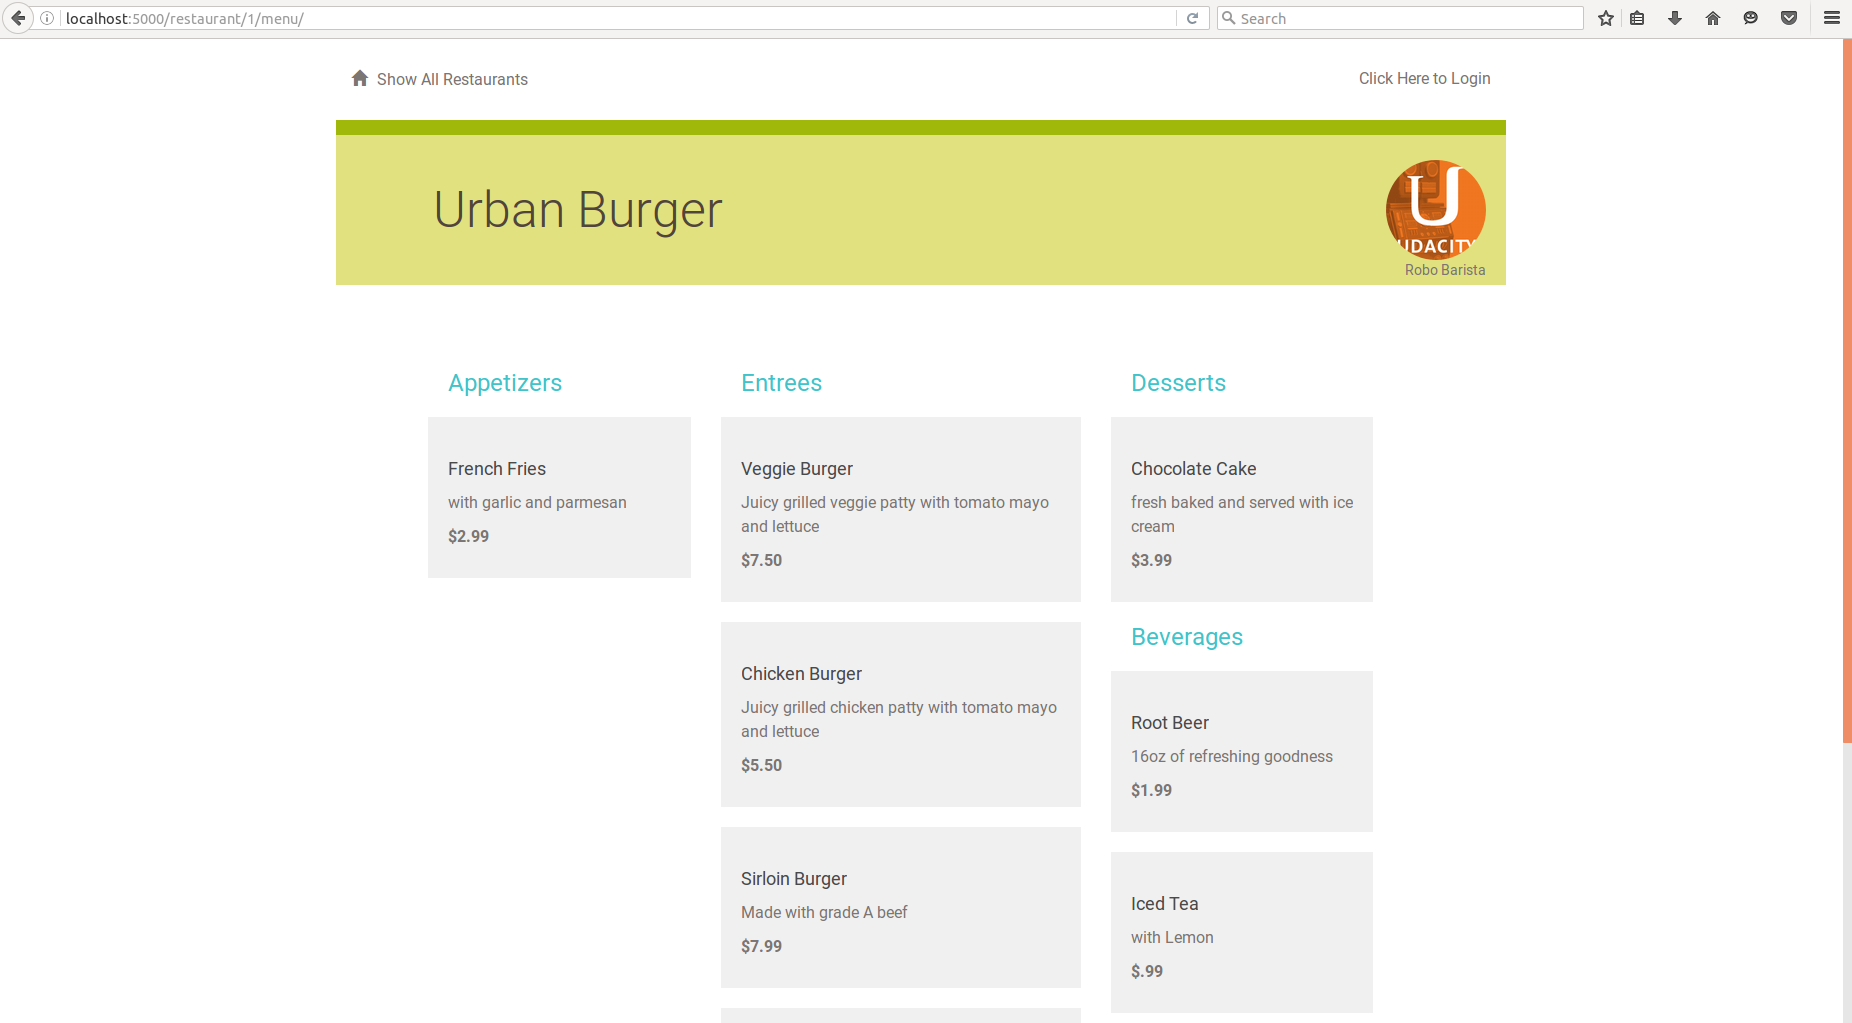 localhost:5000/restaurant/1/menu/
Search
Show All Restaurants
Click Here to Login
Urban Burger
U
UDACITY
Robo Barista
Appetizers
French Fries
with garlic and parmesan
$2.99
Entrees
Veggie Burger
Juicy grilled veggie patty with tomato mayo
and lettuce
$7.50
Chicken Burger
Juicy grilled chicken patty with tomato mayo
and lettuce
$5.50
Sirloin Burger
Made with grade A beef
$7.99
Desserts
Chocolate Cake
fresh baked and served with ice
cream
$3.99
Beverages
Root Beer
16oz of refreshing goodness
$1.99
Iced Tea
with Lemon
$.99